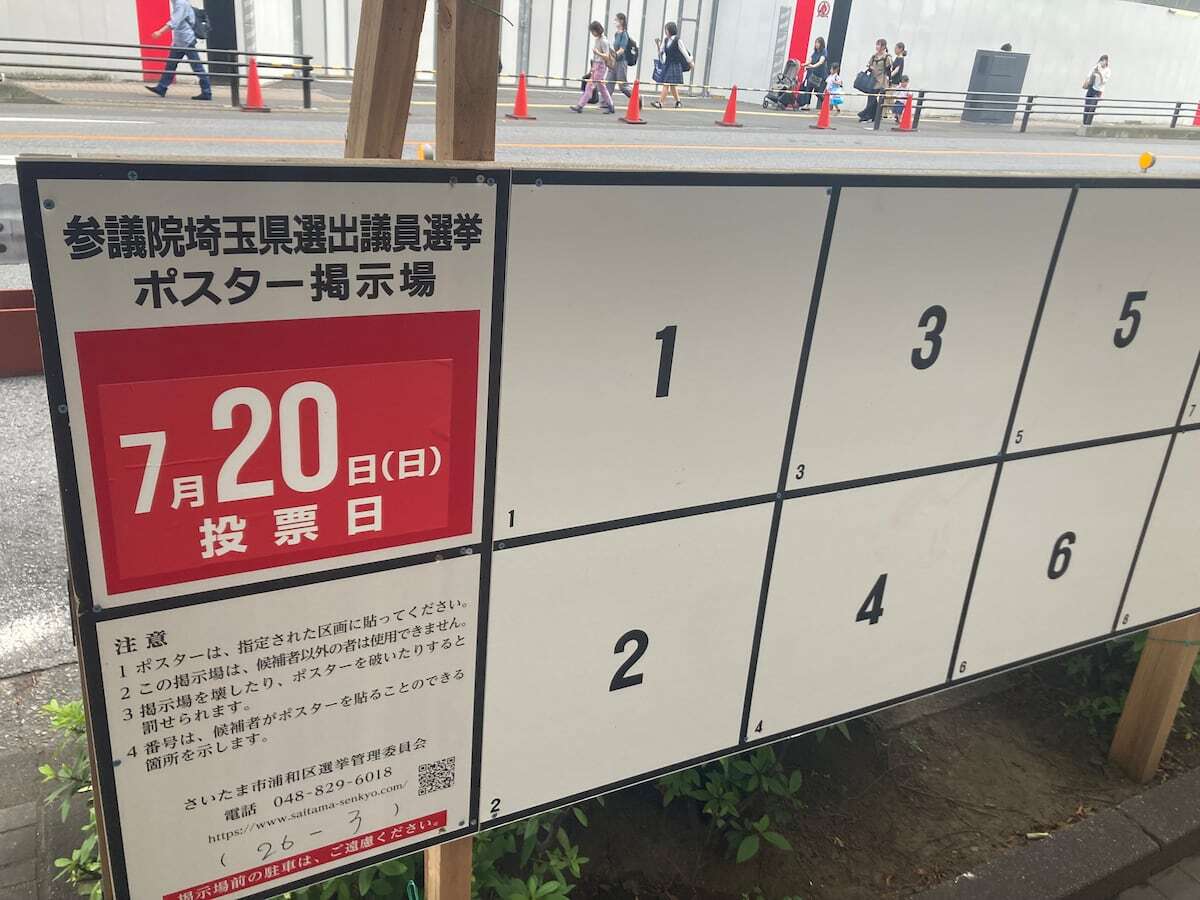 参議院埼玉県選出議員選挙
ポスター掲示場
7月20日(日)
投票日
注意
1 ポスターは、指定された区画に貼ってください。
2 この掲示場は、候補者以外の者は使用できません。
3 掲示場を壊したり、ポスターを破いたりすると
罰せられます。
4 番号は、候補者がポスターを貼ることのできる
箇所を示します。
さいたま市浦和区選挙管理委員会
電話 048-829-6018
https://www.saitama-senkyo.com/
(26-3)
掲示場前の駐車は、ご遠慮ください。
1
1
3
3
5
5
7
2
2
4
4
6
6
8